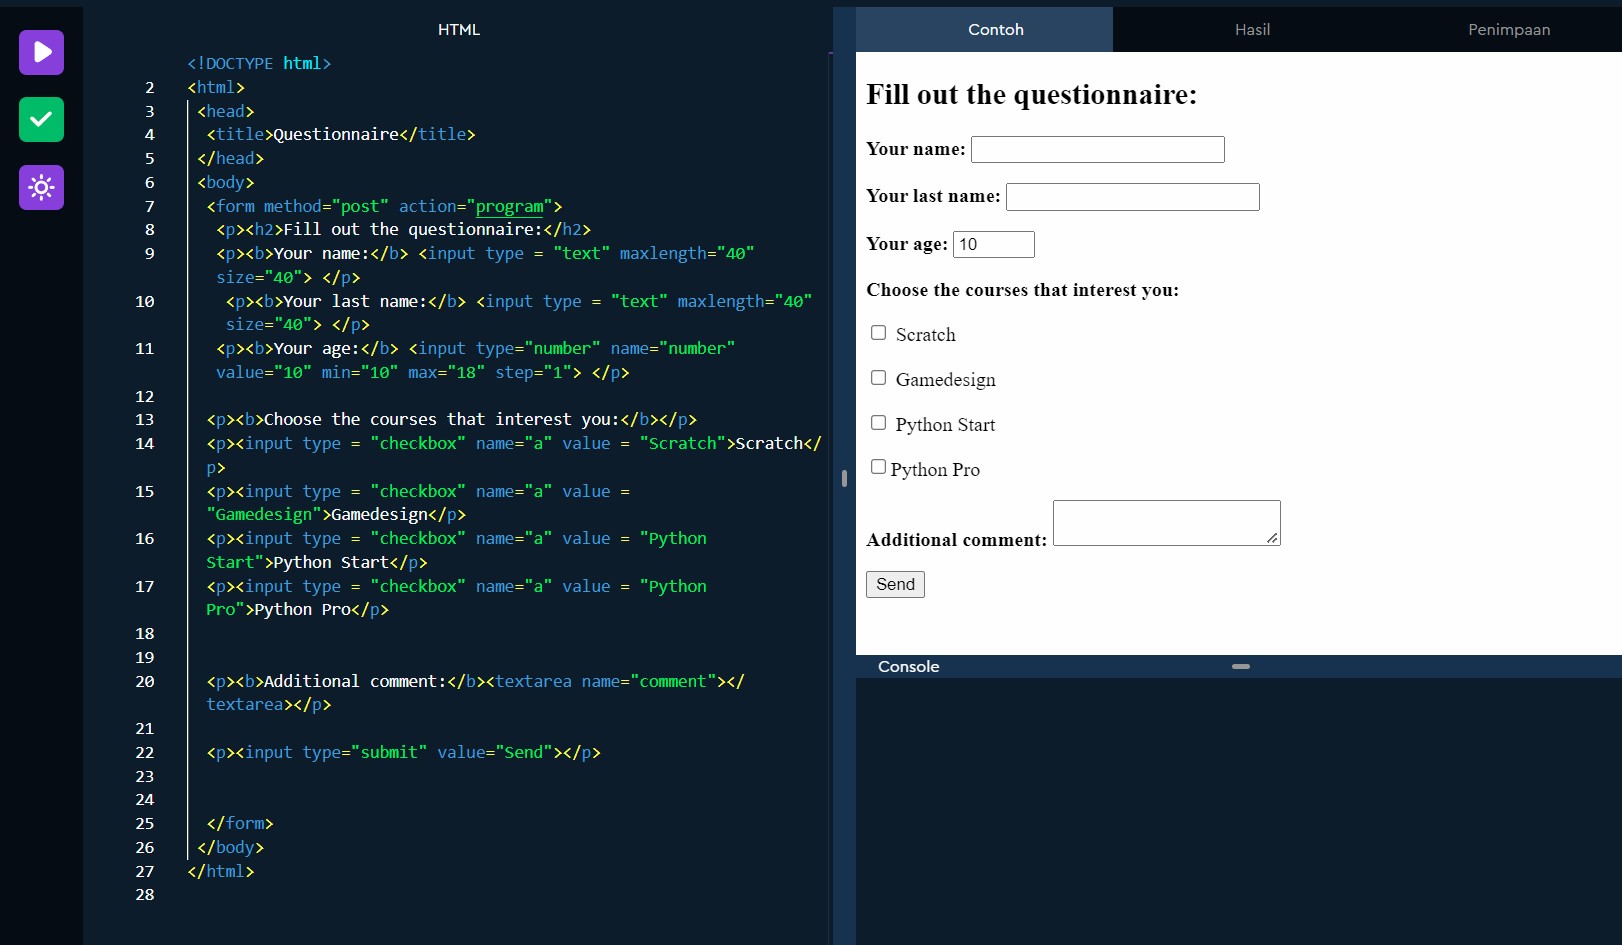 HTML
<!DOCTYPE html>
2 <html>
3 <head>
4 <title>Questionnaire</title>
5 </head>
6 <body>
7 <form method="post" action="program">
8 <p><h2>Fill out the questionnaire:</h2>
9 <p><b>Your name:</b> <input type = "text" maxlength="40"
size="40"> </p>
10 <p><b>Your last name:</b> <input type = "text" maxlength="40"
size="40"> </p>
11 <p><b>Your age:</b> <input type="number" name="number"
value="10" min="10" max="18" step="1"> </p>
12
13 <p><b>Choose the courses that interest you:</b></p>
14 <p><input type = "checkbox" name="a" value = "Scratch">Scratch</
p>
15 <p><input type = "checkbox" name="a" value =
"Gamedesign">Gamedesign</p>
16 <p><input type = "checkbox" name="a" value = "Python
Start">Python Start</p>
17 <p><input type = "checkbox" name="a" value = "Python
Pro">Python Pro</p>
18
19
20 <p><b>Additional comment:</b><textarea name="comment"></
textarea></p>
21
22 <p><input type="submit" value="Send"></p>
23
24
25 </form>
26 </body>
27 </html>
28
Contoh Hasil Penimpaan
Fill out the questionnaire:
Your name:
Your last name:
Your age: 10
Choose the courses that interest you:
Scratch
Gamedesign
Python Start
Python Pro
Additional comment:
Send
Console